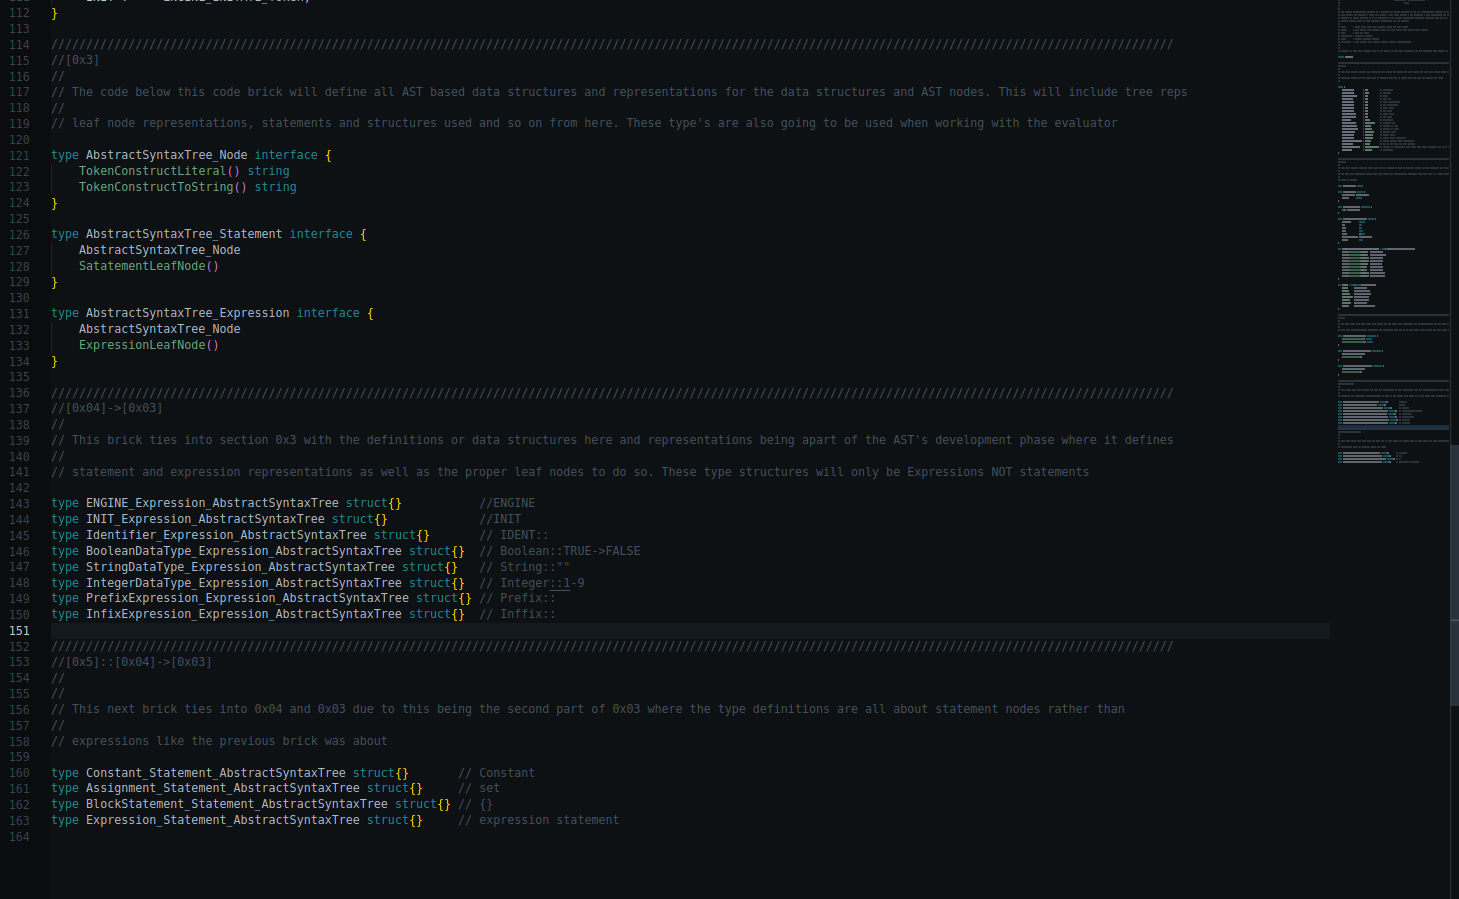 112 }
113
114 ////////////////////////////////////////////////////////////////////////////////////////////////////////////////////////////////////////////////////////////////
115 //[0x3]
116 //
117 // The code below this code brick will define all AST based data structures and representations for the data structures and AST nodes. This will include tree reps
118 //
119 // leaf node representations, statements and structures used and so on from here. These type's are also going to be used when working with the evaluator
120
121 type AbstractSyntaxTree_Node interface {
122     TokenConstructLiteral() string
123     TokenConstructToString() string
124 }
125
126 type AbstractSyntaxTree_Statement interface {
127     AbstractSyntaxTree_Node
128     SatatementLeafNode()
129 }
130
131 type AbstractSyntaxTree_Expression interface {
132     AbstractSyntaxTree_Node
133     ExpressionLeafNode()
134 }
135
136 ////////////////////////////////////////////////////////////////////////////////////////////////////////////////////////////////////////////////////////////////
137 //[0x04]->[0x03]
138 //
139 // This brick ties into section 0x3 with the definitions or data structures here and representations being apart of the AST's development phase where it defines
140 //
141 // statement and expression representations as well as the proper leaf nodes to do so. These type structures will only be Expressions NOT statements
142
143 type ENGINE_Expression_AbstractSyntaxTree struct{}           //ENGINE
144 type INIT_Expression_AbstractSyntaxTree struct{}             //INIT
145 type Identifier_Expression_AbstractSyntaxTree struct{}       // IDENT::
146 type BooleanDataType_Expression_AbstractSyntaxTree struct{}  // Boolean::TRUE->FALSE
147 type StringDataType_Expression_AbstractSyntaxTree struct{}   // String::""
148 type IntegerDataType_Expression_AbstractSyntaxTree struct{}  // Integer::1-9
149 type PrefixExpression_Expression_AbstractSyntaxTree struct{} // Prefix::
150 type InfixExpression_Expression_AbstractSyntaxTree struct{}  // Inffix::
151
152 ////////////////////////////////////////////////////////////////////////////////////////////////////////////////////////////////////////////////////////////////
153 //[0x5]::[0x04]->[0x03]
154 //
155 //
156 // This next brick ties into 0x04 and 0x03 due to this being the second part of 0x03 where the type definitions are all about statement nodes rather than
157 //
158 // expressions like the previous brick was about
159
160 type Constant_Statement_AbstractSyntaxTree struct{}       // Constant
161 type Assignment_Statement_AbstractSyntaxTree struct{}     // set
162 type BlockStatement_Statement_AbstractSyntaxTree struct{} // {}
163 type Expression_Statement_AbstractSyntaxTree struct{}     // expression statement
164